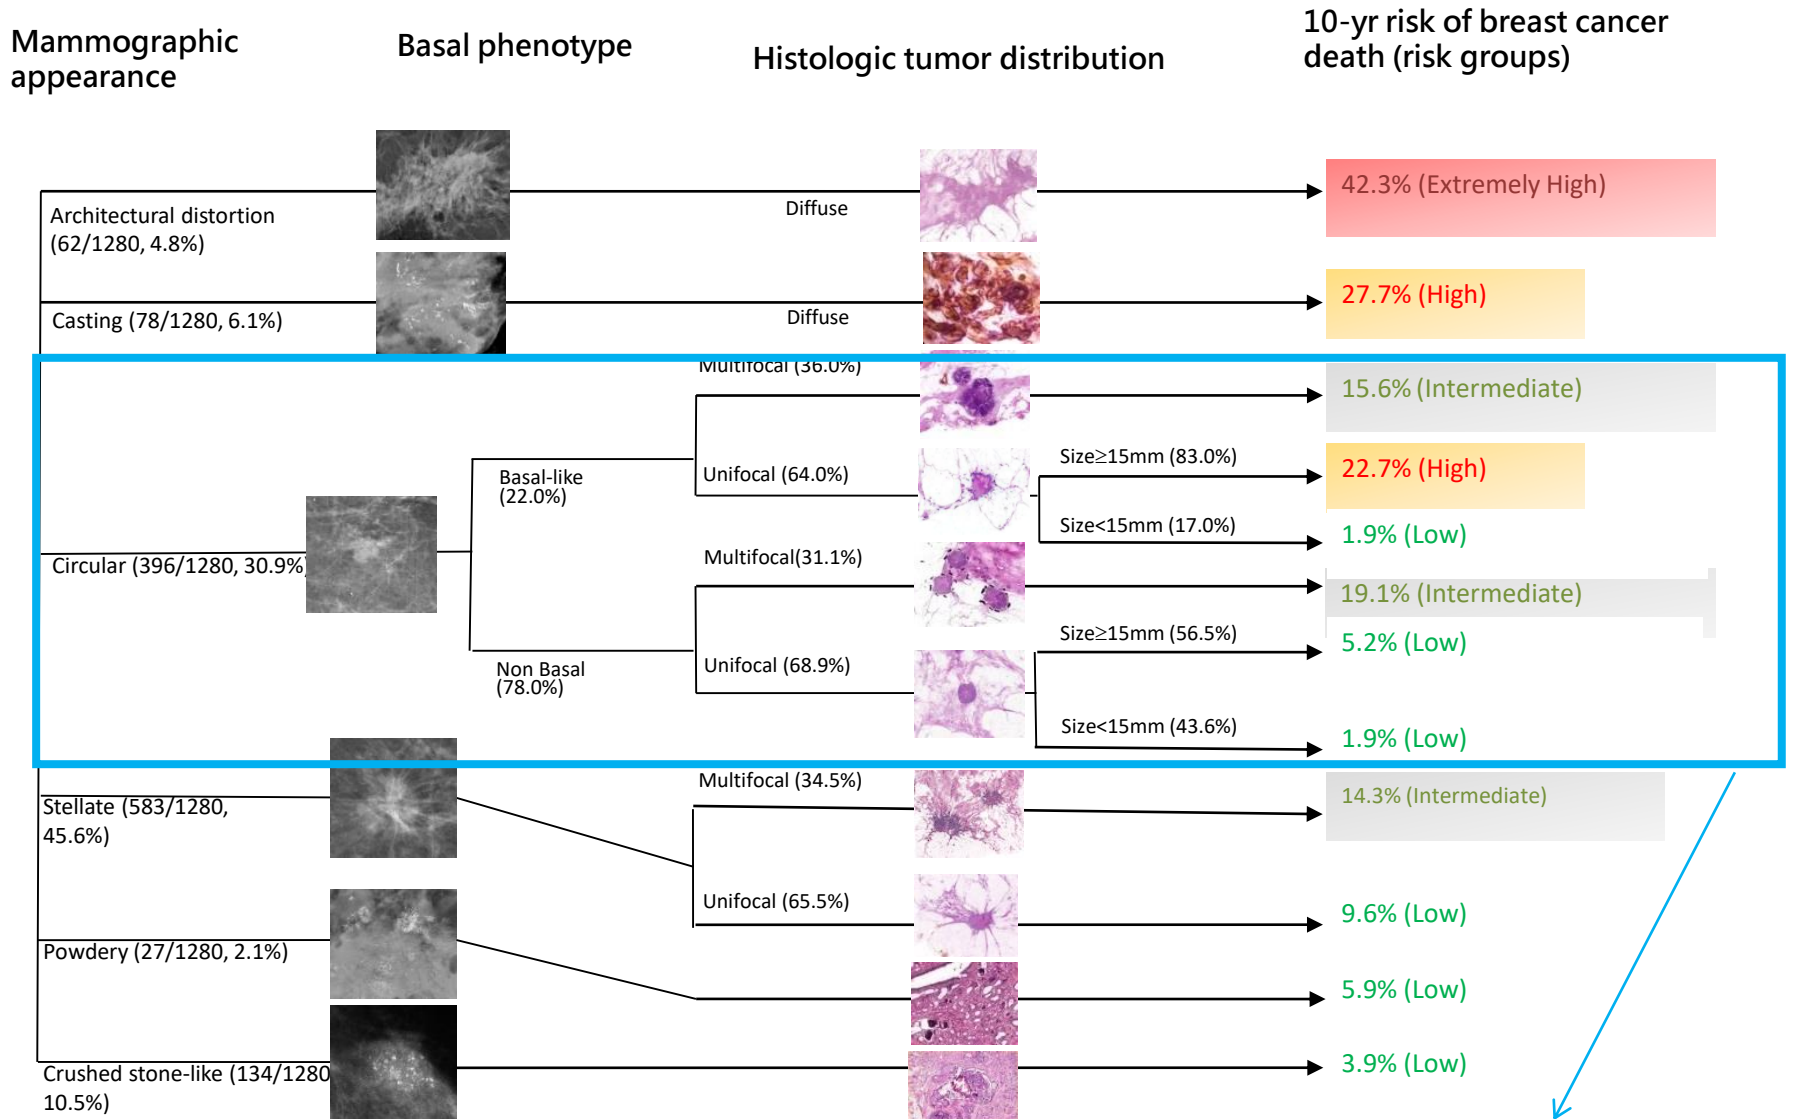 Mammographic
appearance
Basal phenotype
Histologic tumor distribution
10-yr risk of breast cancer
death (risk groups)
Architectural distortion
(62/1280, 4.8%)
Diffuse
42.3% (Extremely High)
Casting (78/1280, 6.1%)
Diffuse
27.7% (High)
Multifocal (36.0%)
15.6% (Intermediate)
Basal-like
(22.0%)
Unifocal (64.0%)
Size≥15mm (83.0%)
22.7% (High)
Size<15mm (17.0%)
1.9% (Low)
Circular (396/1280, 30.9%)
Multifocal(31.1%)
19.1% (Intermediate)
Non Basal
(78.0%)
Unifocal (68.9%)
Size≥15mm (56.5%)
5.2% (Low)
Size<15mm (43.6%)
1.9% (Low)
Stellate (583/1280,
45.6%)
Multifocal (34.5%)
14.3% (Intermediate)
Unifocal (65.5%)
9.6% (Low)
Powdery (27/1280, 2.1%)
5.9% (Low)
Crushed stone-like (134/1280
10.5%)
3.9% (Low)